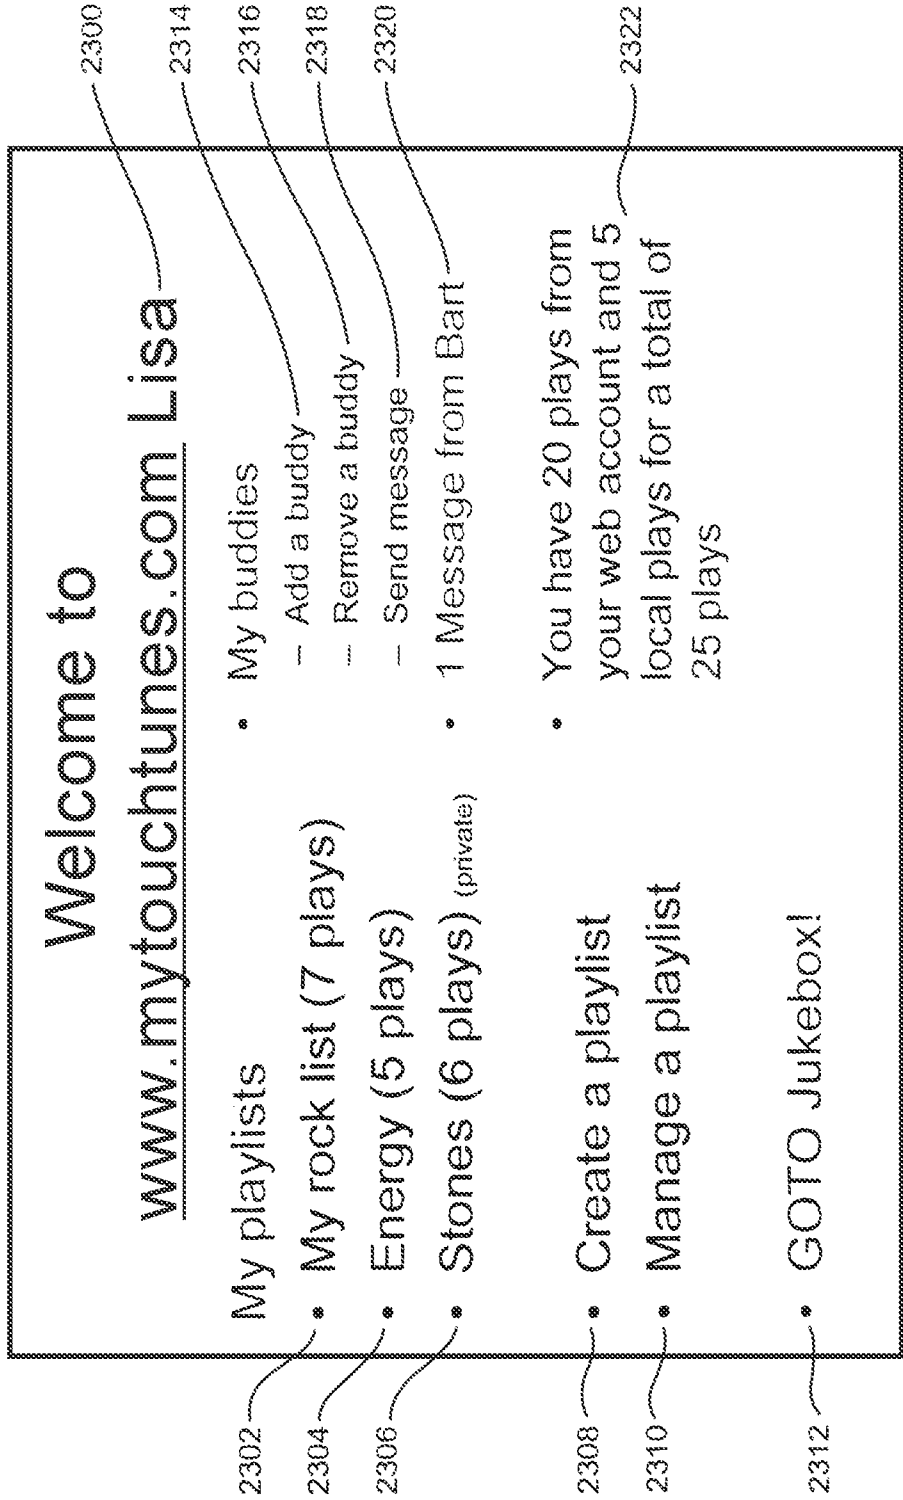 Welcome to
www.mytouchtunes.com Lisa
My playlists
• My rock list (7 plays)
• Energy (5 plays)
• Stones (6 plays) (private)
• Create a playlist
• Manage a playlist
• GOTO Jukebox!
• My buddies
– Add a buddy
– Remove a buddy
– Send message
• 1 Message from Bart
• You have 20 plays from
your web account and 5
local plays for a total of
25 plays
2300
2314
2316
2318
2320
2322
2302
2304
2306
2308
2310
2312